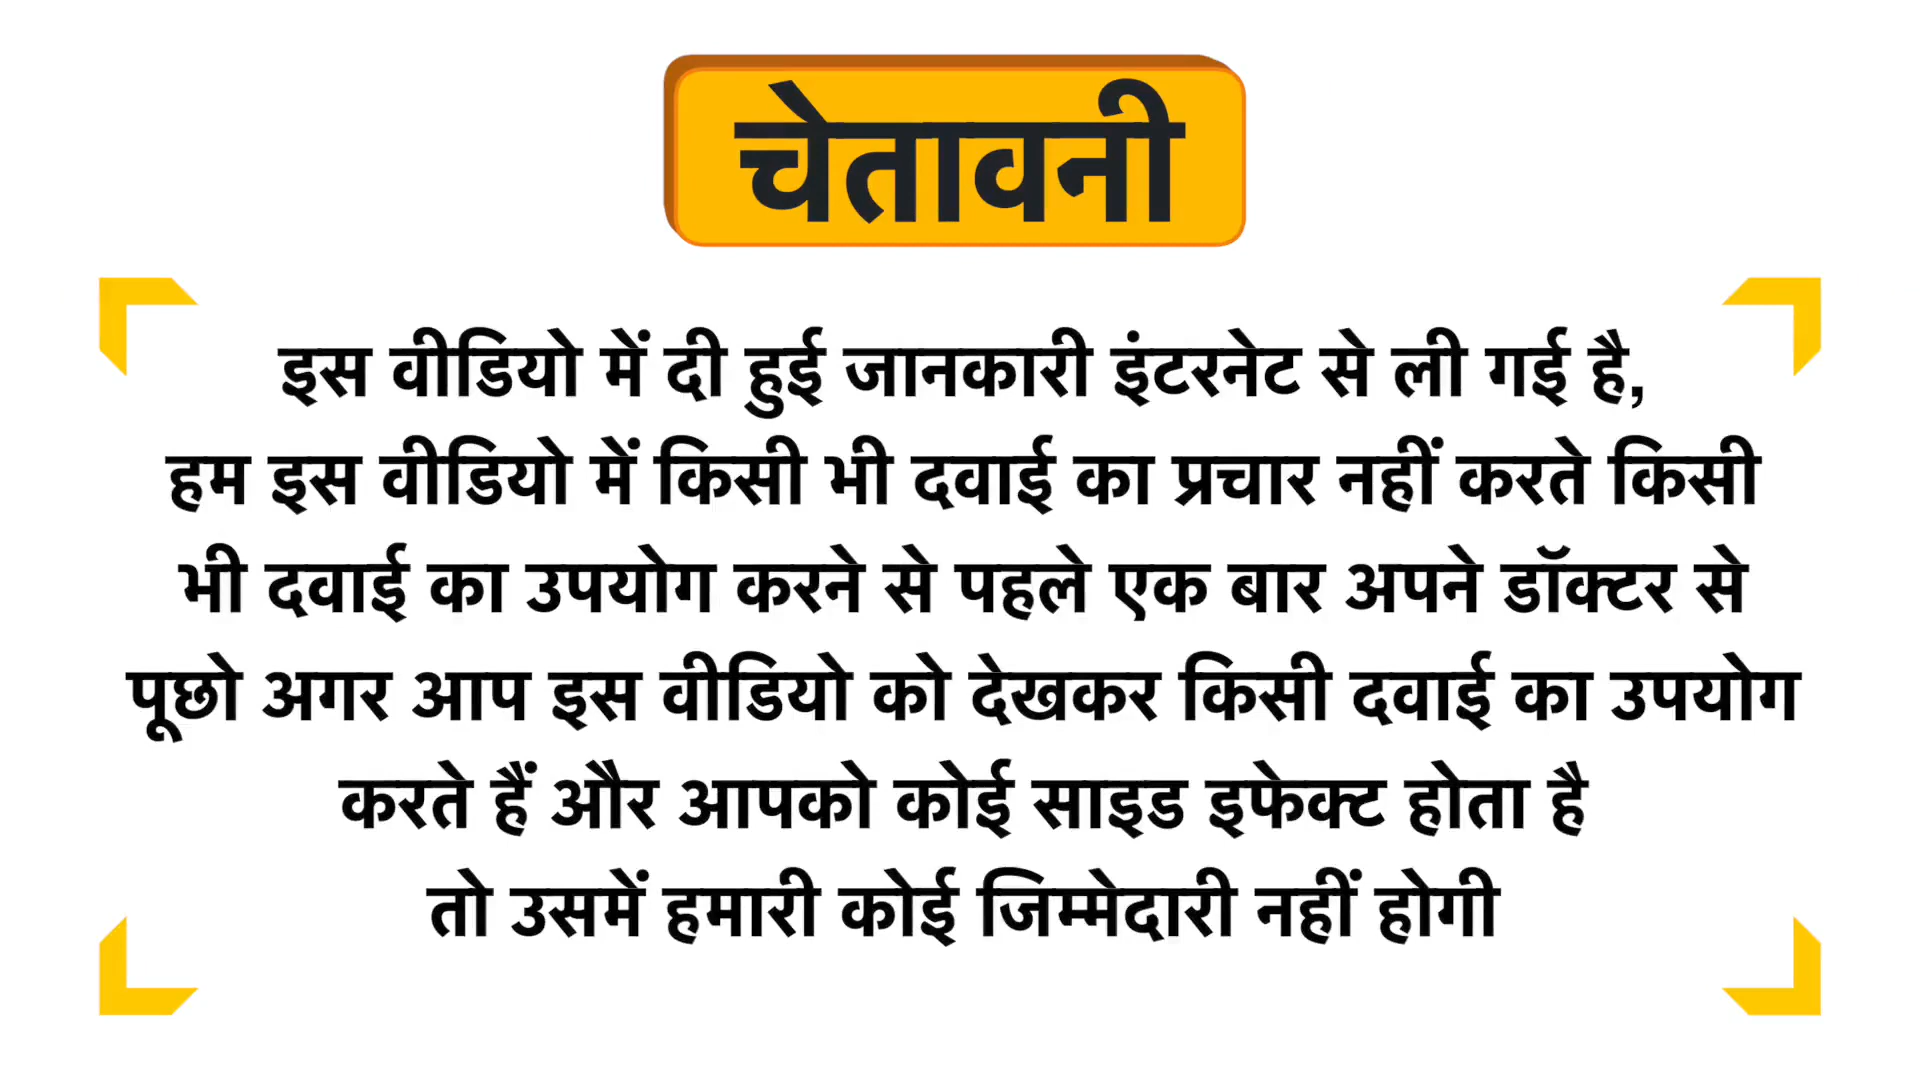 चेतावनी
इस वीडियो में दी हुई जानकारी इंटरनेट से ली गई है,
हम इस वीडियो में किसी भी दवाई का प्रचार नहीं करते किसी
भी दवाई का उपयोग करने से पहले एक बार अपने डॉक्टर से
पूछो अगर आप इस वीडियो को देखकर किसी दवाई का उपयोग
करते हैं और आपको कोई साइड इफेक्ट होता है
तो उसमें हमारी कोई जिम्मेदारी नहीं होगी